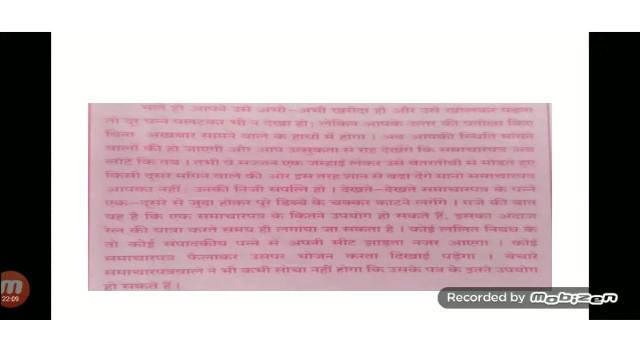 भले ही आपने उसे अभी-अभी खरीदा हो और उसे खोलकर पढ़ना
तो दूर पन्ने पलटकर भी न देखा हो; लेकिन आपके उत्तर की प्रतीक्षा किए
बिना अखबार सामने वाले के हाथों में होगा। अब आपकी स्थिति मांगने
वालों की हो जाएगी और आप उत्सुकता से राह देखेंगे कि समाचारपत्र अब
लौटे कि तब। तभी वे सज्जन एक जम्हाई लेकर उसे बेतरतीबी से मोड़ते हुए
किसी दूसरे माँगने वाले की ओर इस तरह शान से बढ़ा देंगे मानो समाचारपत्र
आपका नहीं; उनकी निजी संपत्ति हो। देखते-देखते समाचारपत्र के पन्ने
एक-दूसरे से जुदा होकर पूरे डिब्बे के चक्कर काटने लगेंगे। मजे की बात
यह है कि एक समाचारपत्र के कितने उपयोग हो सकते हैं, इसका अंदाज
रेल की यात्रा करते समय ही लगाया जा सकता है। कोई ललित निबंध के
तो कोई संपादकीय पन्ने से अपनी सीट झाड़ता नजर आएगा। कोई
समाचारपत्र फैलाकर उसपर भोजन करता दिखाई पड़ेगा। बेचारे
समाचारपत्रवाले ने भी कभी सोचा नहीं होगा कि उसके पत्र के इतने उपयोग
हो सकते हैं।
m
22:09
Recorded by mobizen